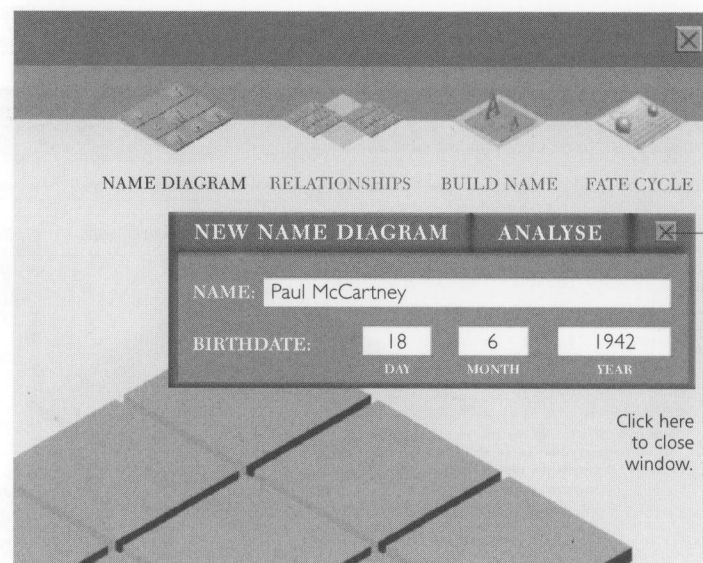 NAME DIAGRAM RELATIONSHIPS BUILD NAME FATE CYCLE
NEW NAME DIAGRAM ANALYSE
NAME: Paul McCartney
BIRTHDATE: 18 6 1942
DAY MONTH YEAR
Click here
to close
window.